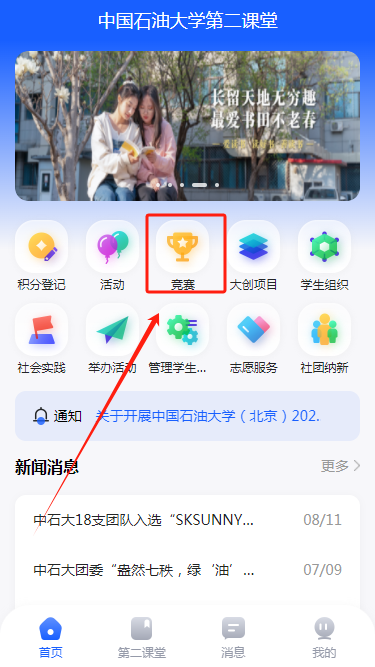 中国石油大学第二课堂
长留天地无穷趣
最爱书田不老春
积分登记
活动
竞赛
大创项目
学生组织
社会实践
举办活动
管理学生...
志愿服务
社团纳新
通知
关于开展中国石油大学（北京）202.
新闻消息
更多
中石大18支团队入选“SKSUNNY...
08/11
中石大团委“盎然七秩，绿‘油’...
07/09
首页
第二课堂
消息
我的